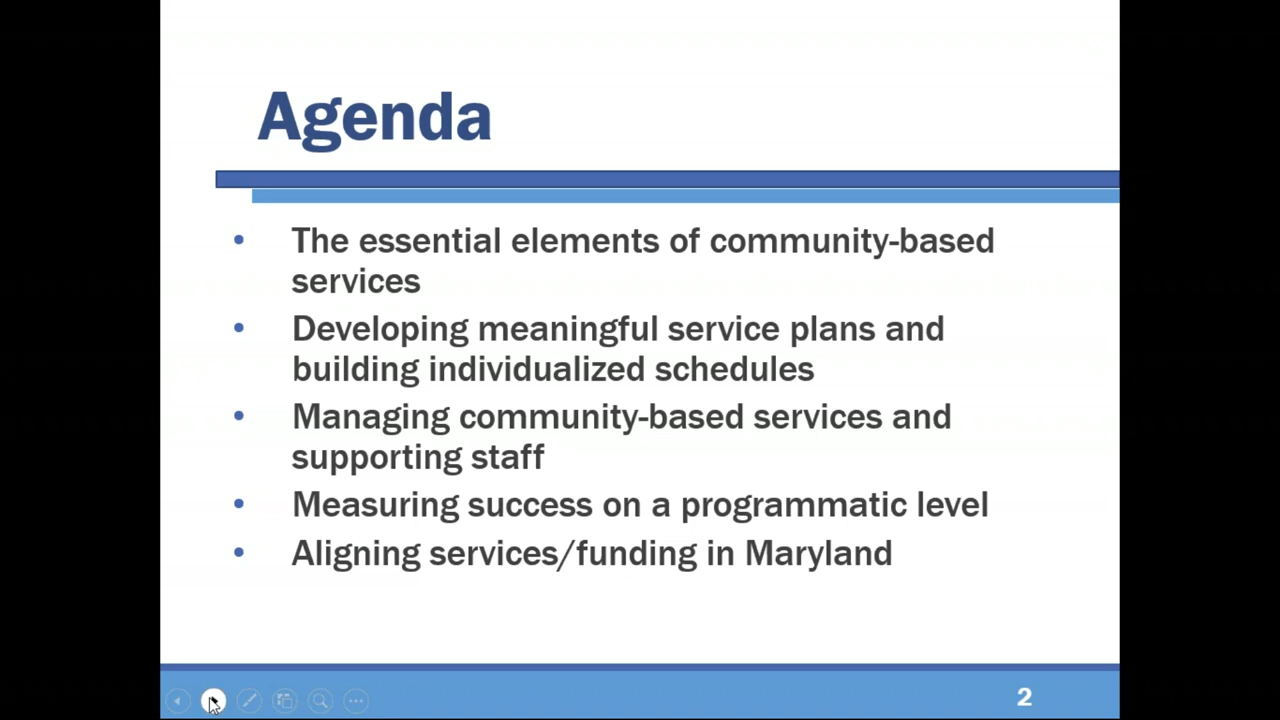 Agenda
• The essential elements of community-based
services
• Developing meaningful service plans and
building individualized schedules
• Managing community-based services and
supporting staff
• Measuring success on a programmatic level
• Aligning services/funding in Maryland
2